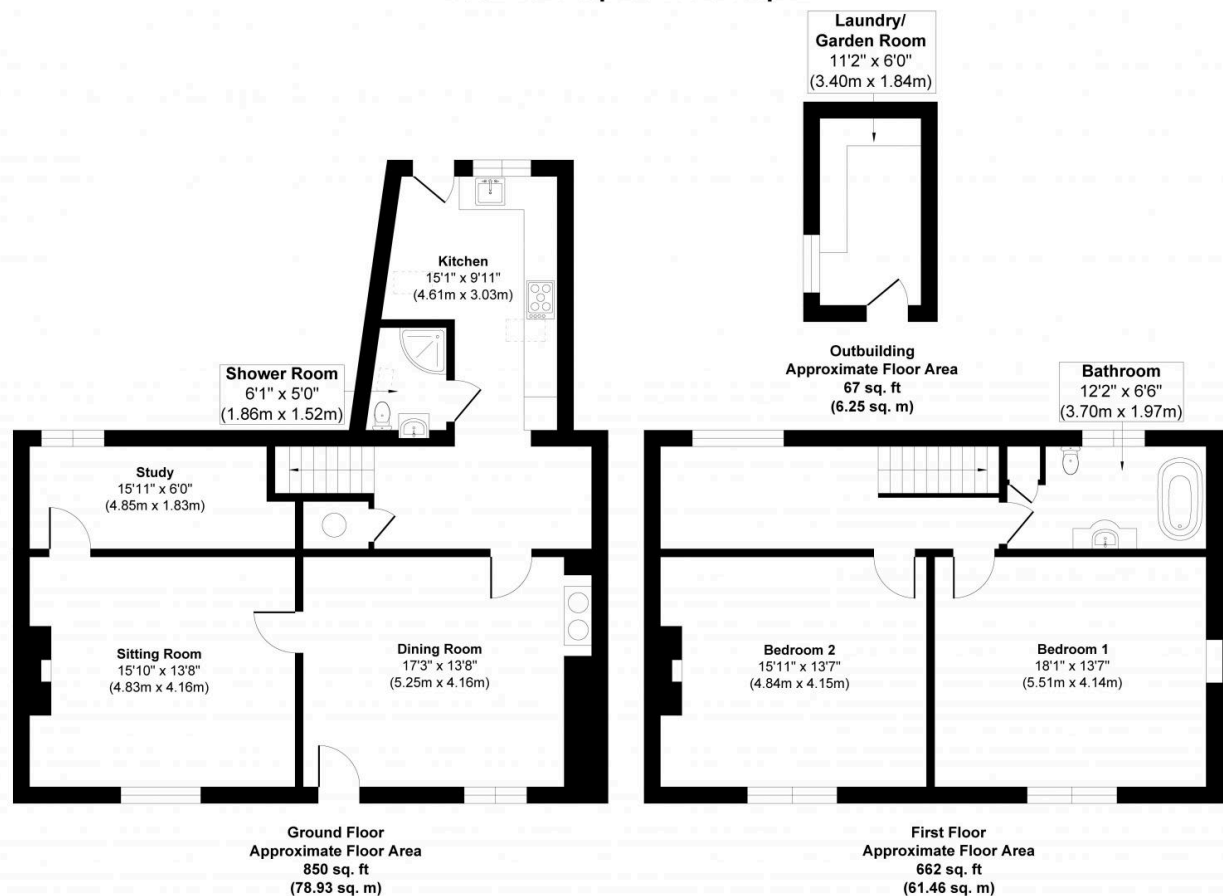 Laundry/
Garden Room
11'2" x 6'0"
(3.40m x 1.84m)
Kitchen
15'1" x 9'11"
(4.61m x 3.03m)
Shower Room
6'1" x 5'0"
(1.86m x 1.52m)
Outbuilding
Approximate Floor Area
67 sq. ft
(6.25 sq. m)
Bathroom
12'2" x 6'6"
(3.70m x 1.97m)
Study
15'11" x 6'0"
(4.85m x 1.83m)
Sitting Room
15'10" x 13'8"
(4.83m x 4.16m)
Dining Room
17'3" x 13'8"
(5.25m x 4.16m)
Bedroom 2
15'11" x 13'7"
(4.84m x 4.15m)
Bedroom 1
18'1" x 13'7"
(5.51m x 4.14m)
Ground Floor
Approximate Floor Area
850 sq. ft
(78.93 sq. m)
First Floor
Approximate Floor Area
662 sq. ft
(61.46 sq. m)